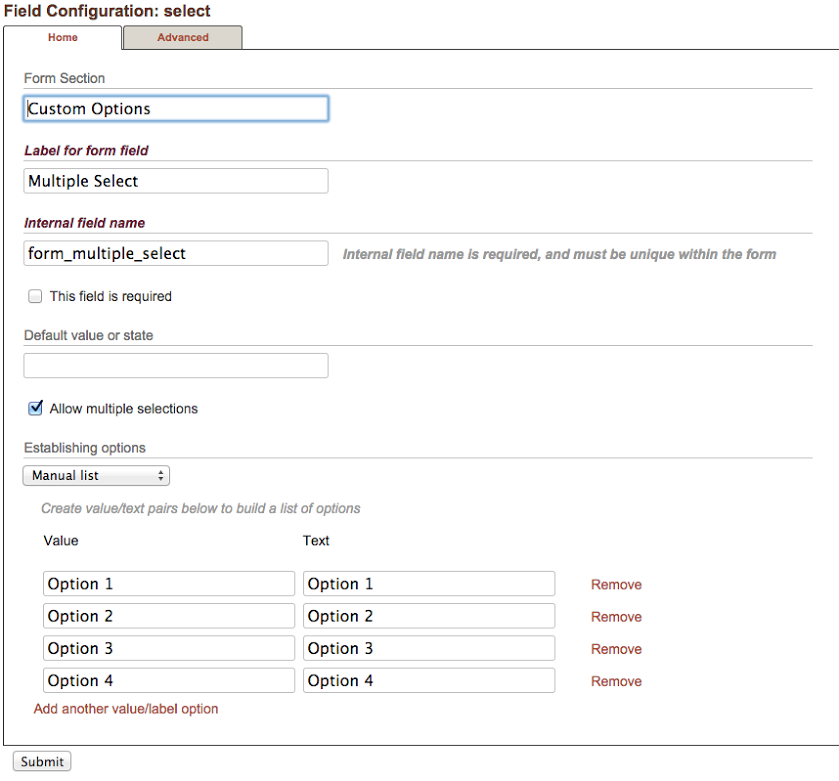 Field Configuration: select
Home Advanced
Form Section
Custom Options
Label for form field
Multiple Select
Internal field name
form_multiple_select Internal field name is required, and must be unique within the form
This field is required
Default value or state
Allow multiple selections
Establishing options
Manual list
Create value/text pairs below to build a list of options
Value Text
Option 1 Option 1 Remove
Option 2 Option 2 Remove
Option 3 Option 3 Remove
Option 4 Option 4 Remove
Add another value/label option
Submit